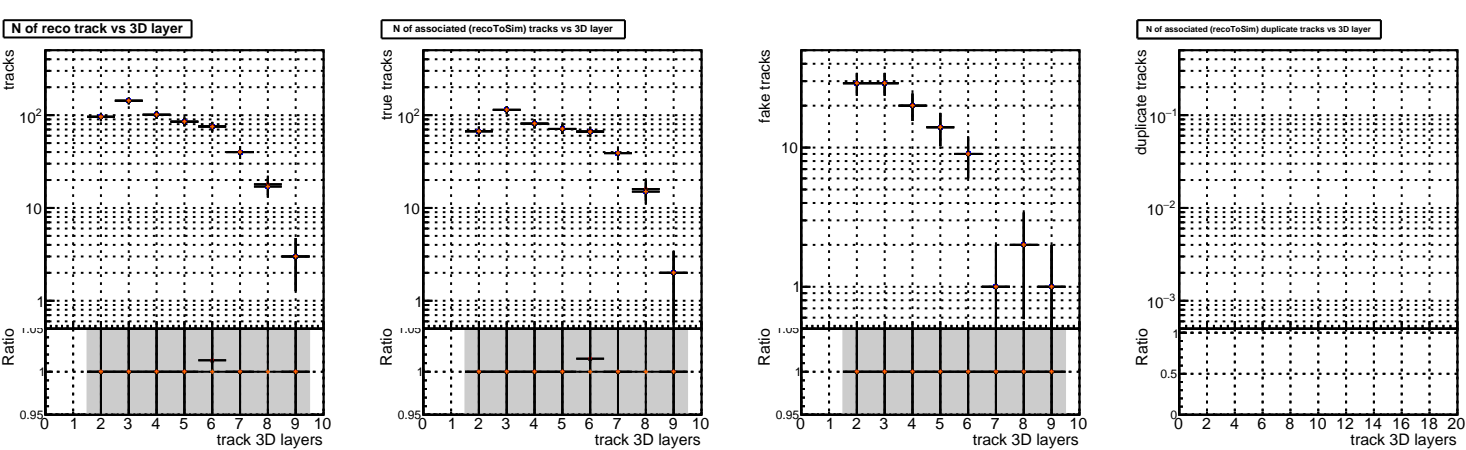 N of reco track vs 3D layer
tracks
10²
10
1
Ratio
1.05
1
0.95
0 1 2 3 4 5 6 7 8 9 10
track 3D layers
N of associated (recoToSim) tracks vs 3D layer
true tracks
10²
10
1
Ratio
1.05
1
0.95
0 1 2 3 4 5 6 7 8 9 10
track 3D layers
fake tracks
10
1
Ratio
1.05
1
0.95
0 1 2 3 4 5 6 7 8 9 10
track 3D layers
N of associated (recoToSim) duplicate tracks vs 3D layer
duplicate tracks
10⁻¹
10⁻²
10⁻³
Ratio
1
0.5
0
0 2 4 6 8 10 12 14 16 18 20
track 3D layers